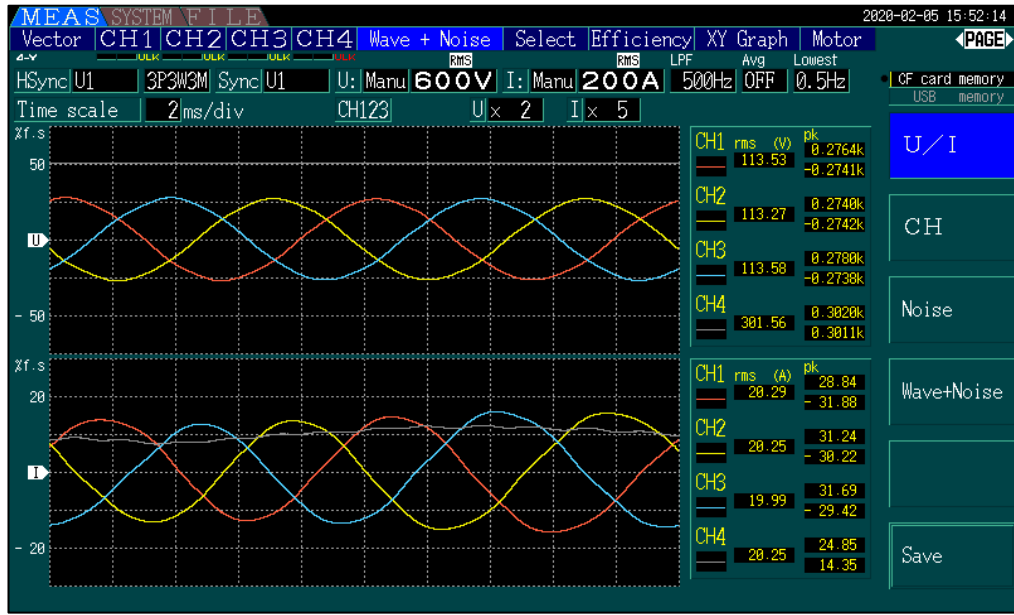 MEAS SYSTEM FILE 2020-02-05 15:52:14
Vector CH1 CH2 CH3 CH4 Wave + Noise Select Efficiency XY Graph Motor PAGE
Δ-Y ULK ULK ULK ULK RMS RMS LPF Avg Lowest
HSync U1 3P3W3M Sync U1 U: Manu 600V I: Manu 200A 500Hz OFF 0.5Hz
CF card memory
USB memory
Time scale 2 ms/div CH123 U× 2 I× 5
%f.s
50
U
- 50
CH1 rms (V) pk
113.53
0.2764k
-0.2741k
CH2
113.27
0.2740k
-0.2742k
CH3
113.58
0.2780k
-0.2738k
CH4
301.56
0.3020k
0.3011k
%f.s
20
I
- 20
CH1 rms (A) pk
20.29
28.84
- 31.88
CH2
20.25
31.24
- 30.22
CH3
19.99
31.69
- 29.42
CH4
20.25
24.85
14.35
U/I
CH
Noise
Wave+Noise
Save